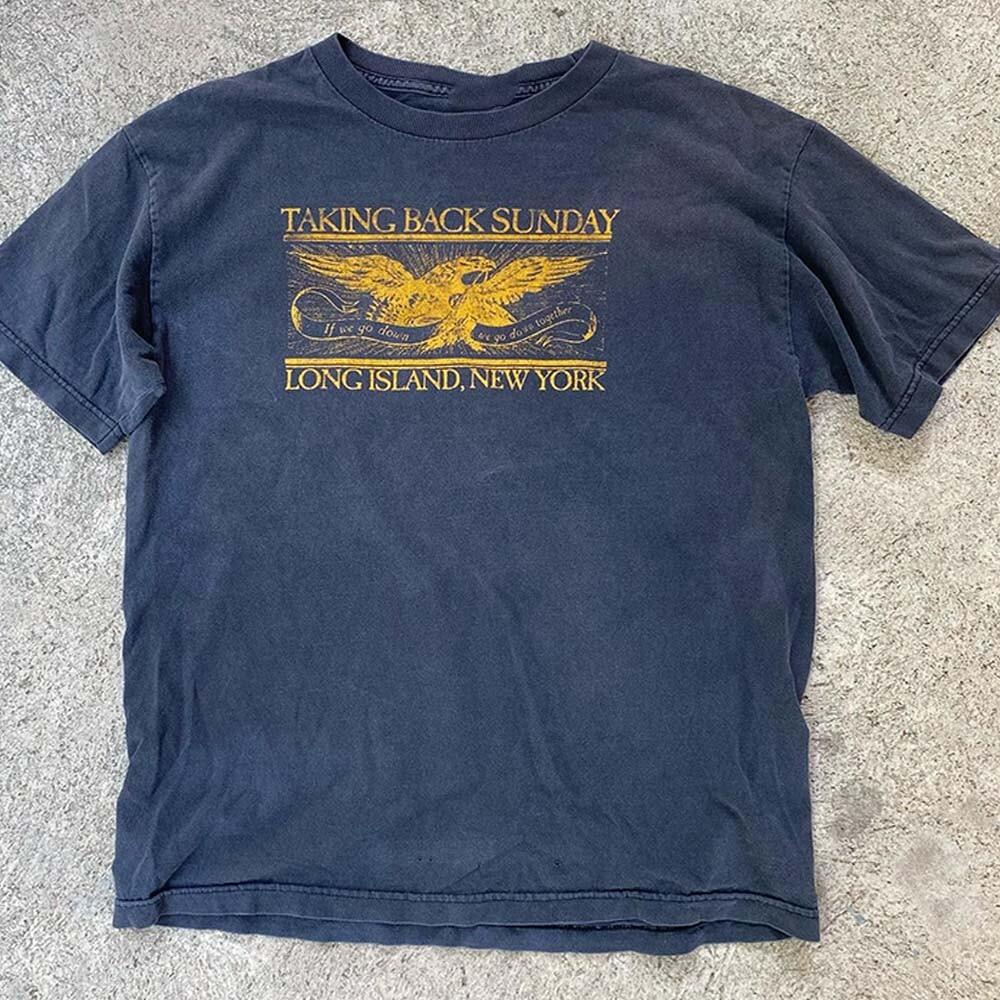 TAKING BACK SUNDAY
If we go down we go down together
LONG ISLAND, NEW YORK